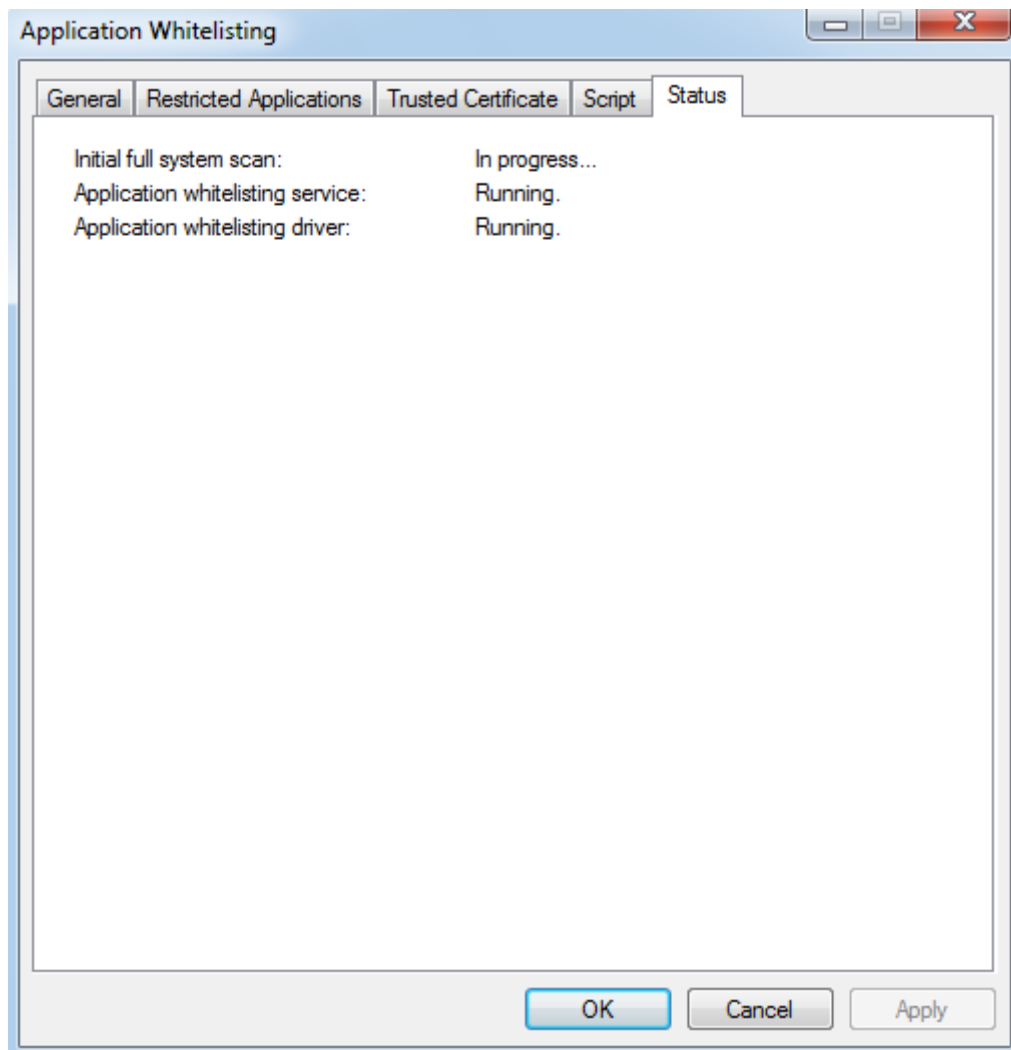 Application Whitelisting
General Restricted Applications Trusted Certificate Script Status
Initial full system scan: In progress...
Application whitelisting service: Running.
Application whitelisting driver: Running.
OK Cancel Apply